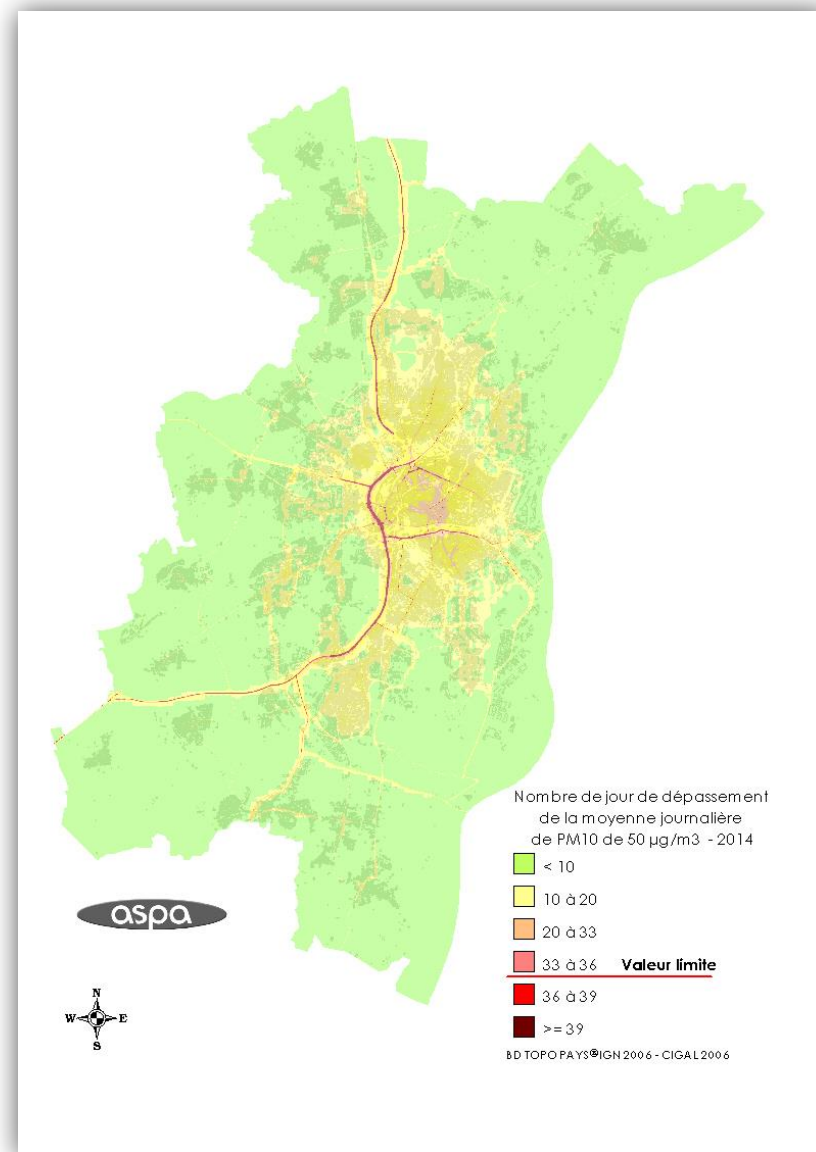 Nombre de jour de dépassement
de la moyenne journalière
de PM10 de 50 µg/m3 - 2014
< 10
10 à 20
20 à 33
33 à 36 Valeur limite
36 à 39
>= 39
BD TOPO PAYS®IGN 2006 - CIGAL 2006
aspa
N
W E
S